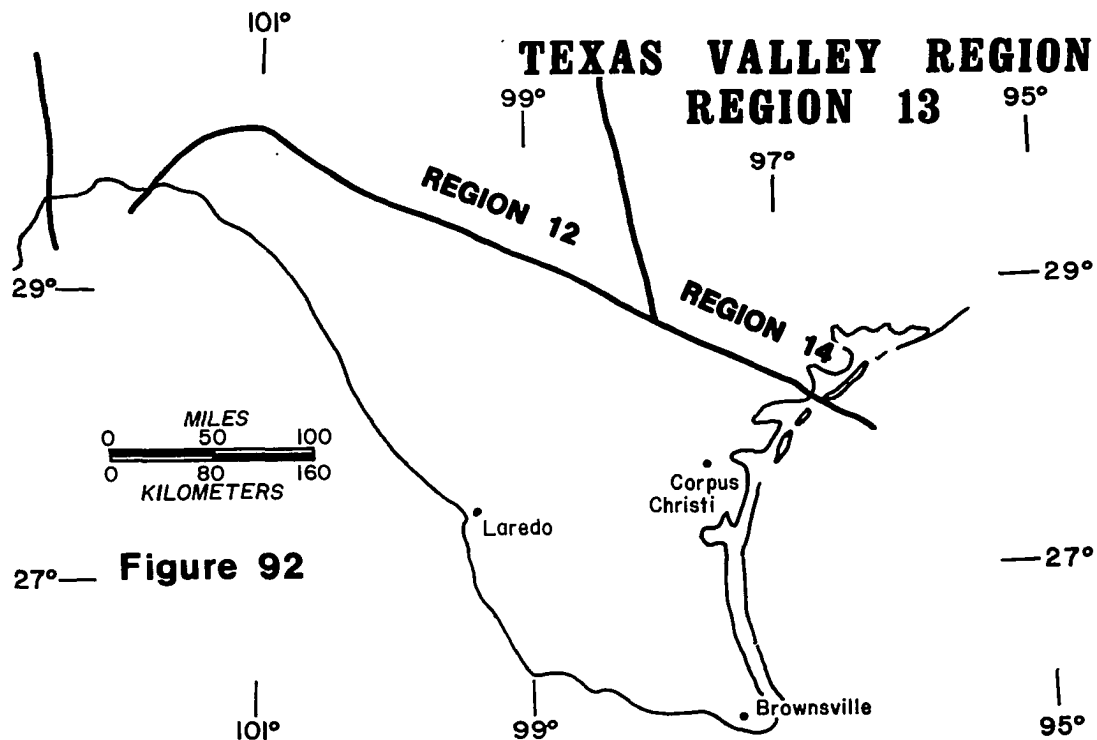 101°
TEXAS VALLEY REGION
REGION 13
99°
95°
97°
REGION 12
29°
29°
REGION 14
MILES
0 50 100
0 80 160
KILOMETERS
Corpus
Christi
Laredo
27°
Figure 92
27°
Brownsville
101°
99°
95°